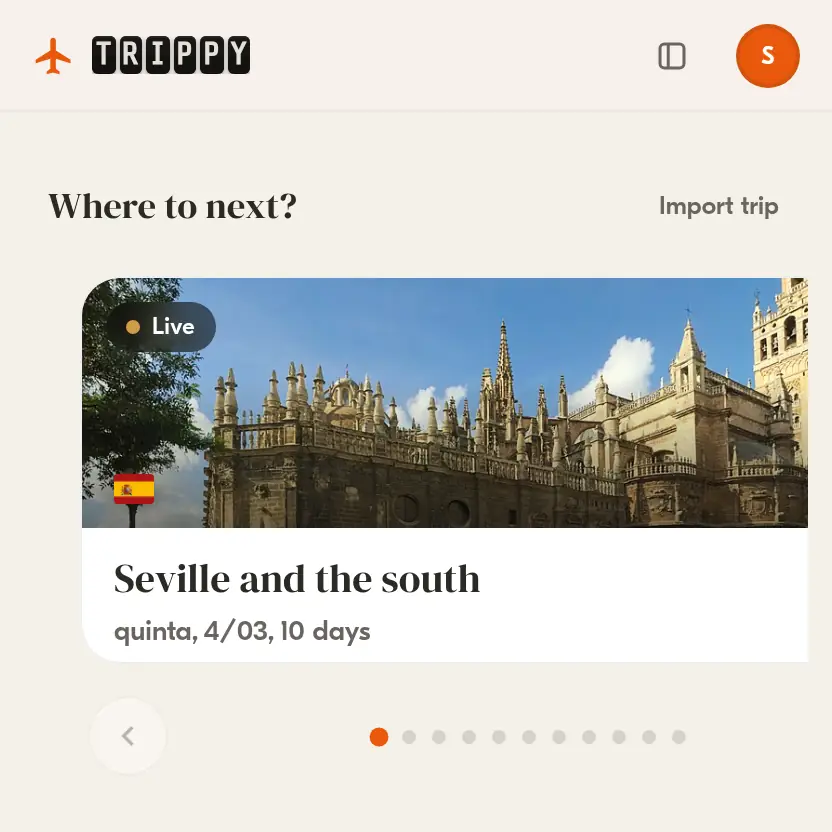 TRIPPY
S
Where to next?
Import trip
Live
Seville and the south
quinta, 4/03, 10 days